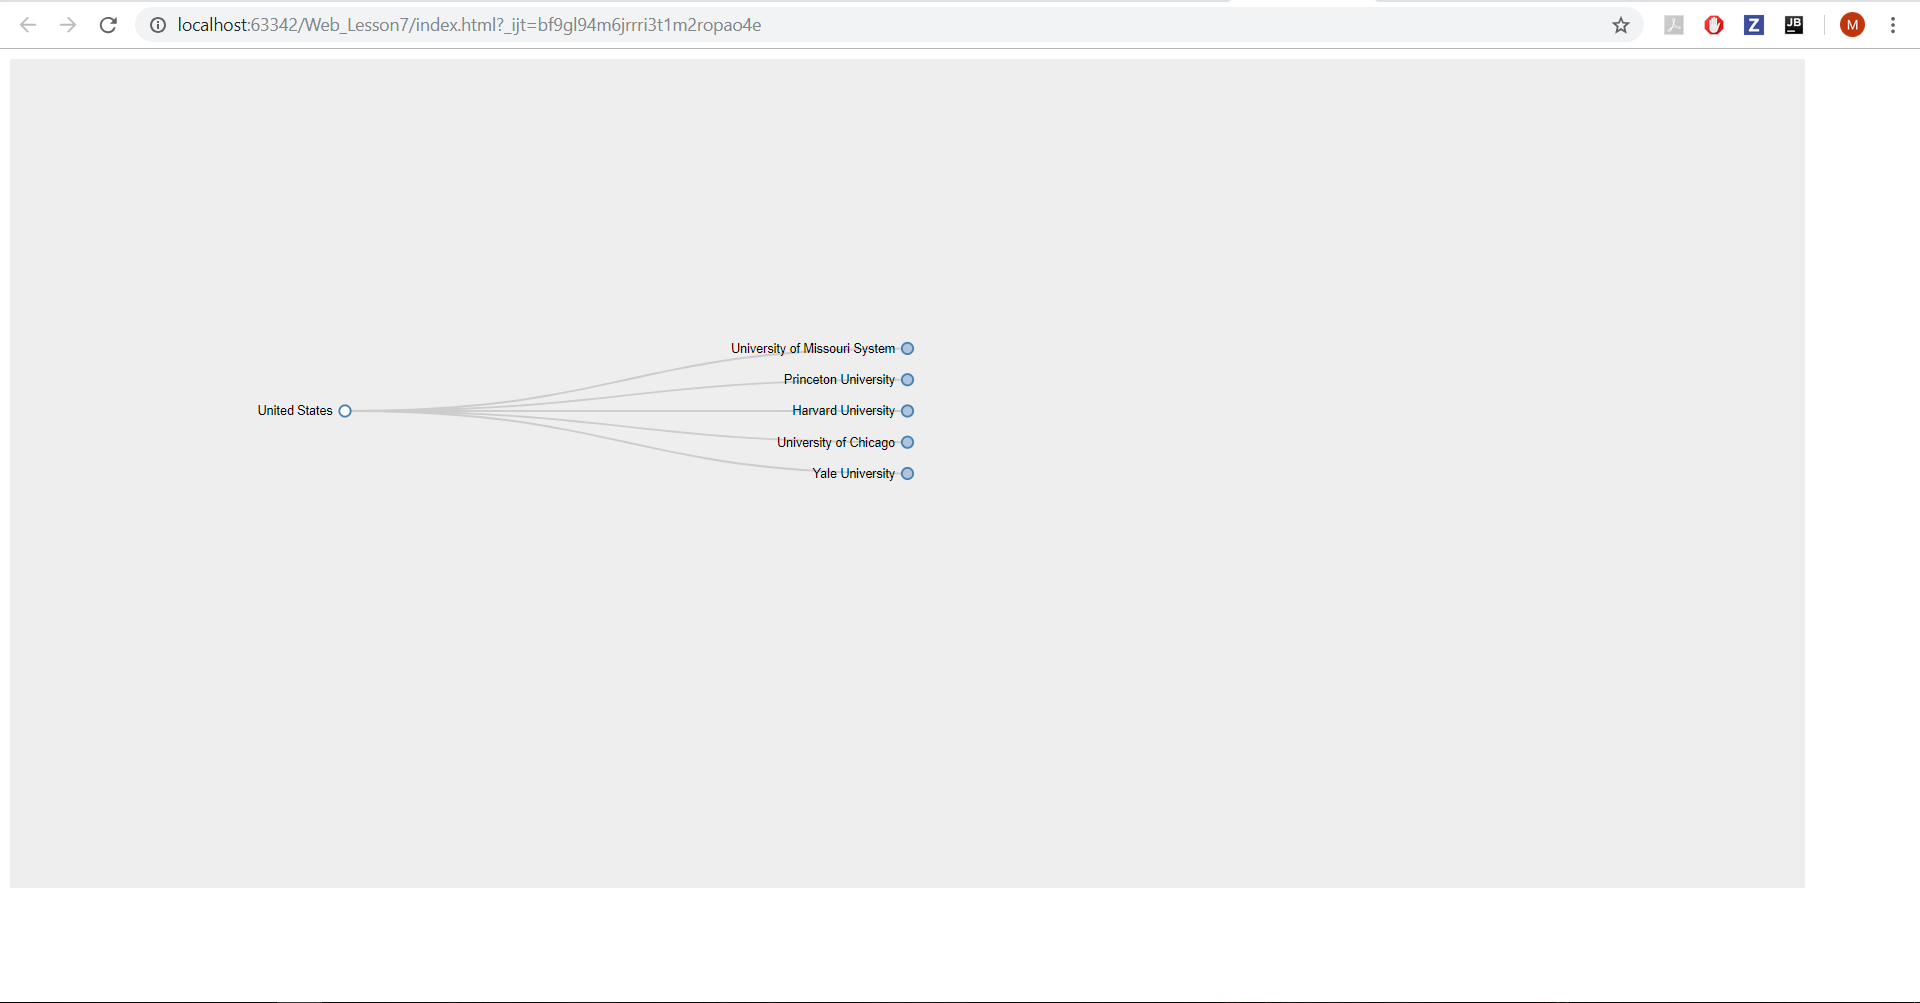 localhost:63342/Web_Lesson7/index.html?_ijt=bf9gl94m6jrrri3t1m2ropao4e
Z
JB
M
University of Missouri System
Princeton University
United States
Harvard University
University of Chicago
Yale University